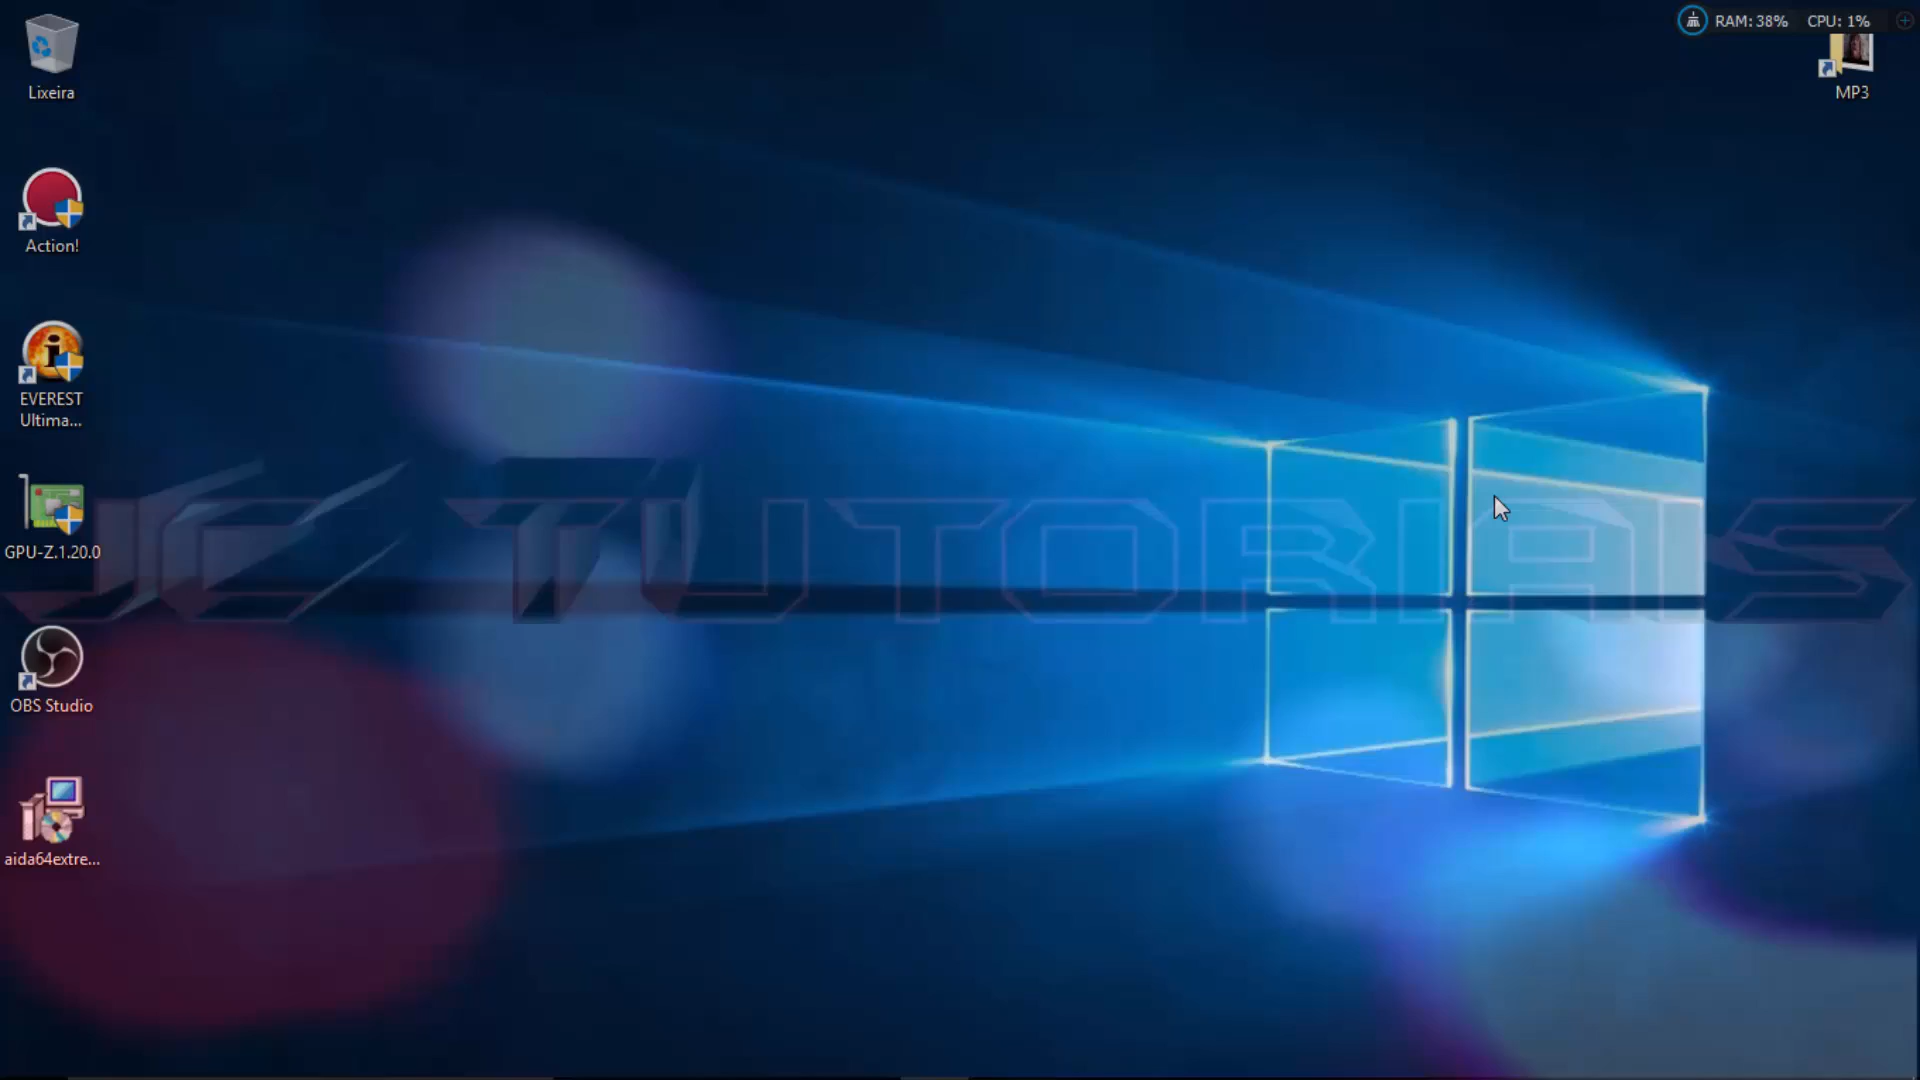 RAM: 38% CPU: 1%
Lixeira
MP3
Action!
EVEREST
Ultima...
GPU-Z.1.20.0
JC TUTORIAIS
OBS Studio
aida64extre...